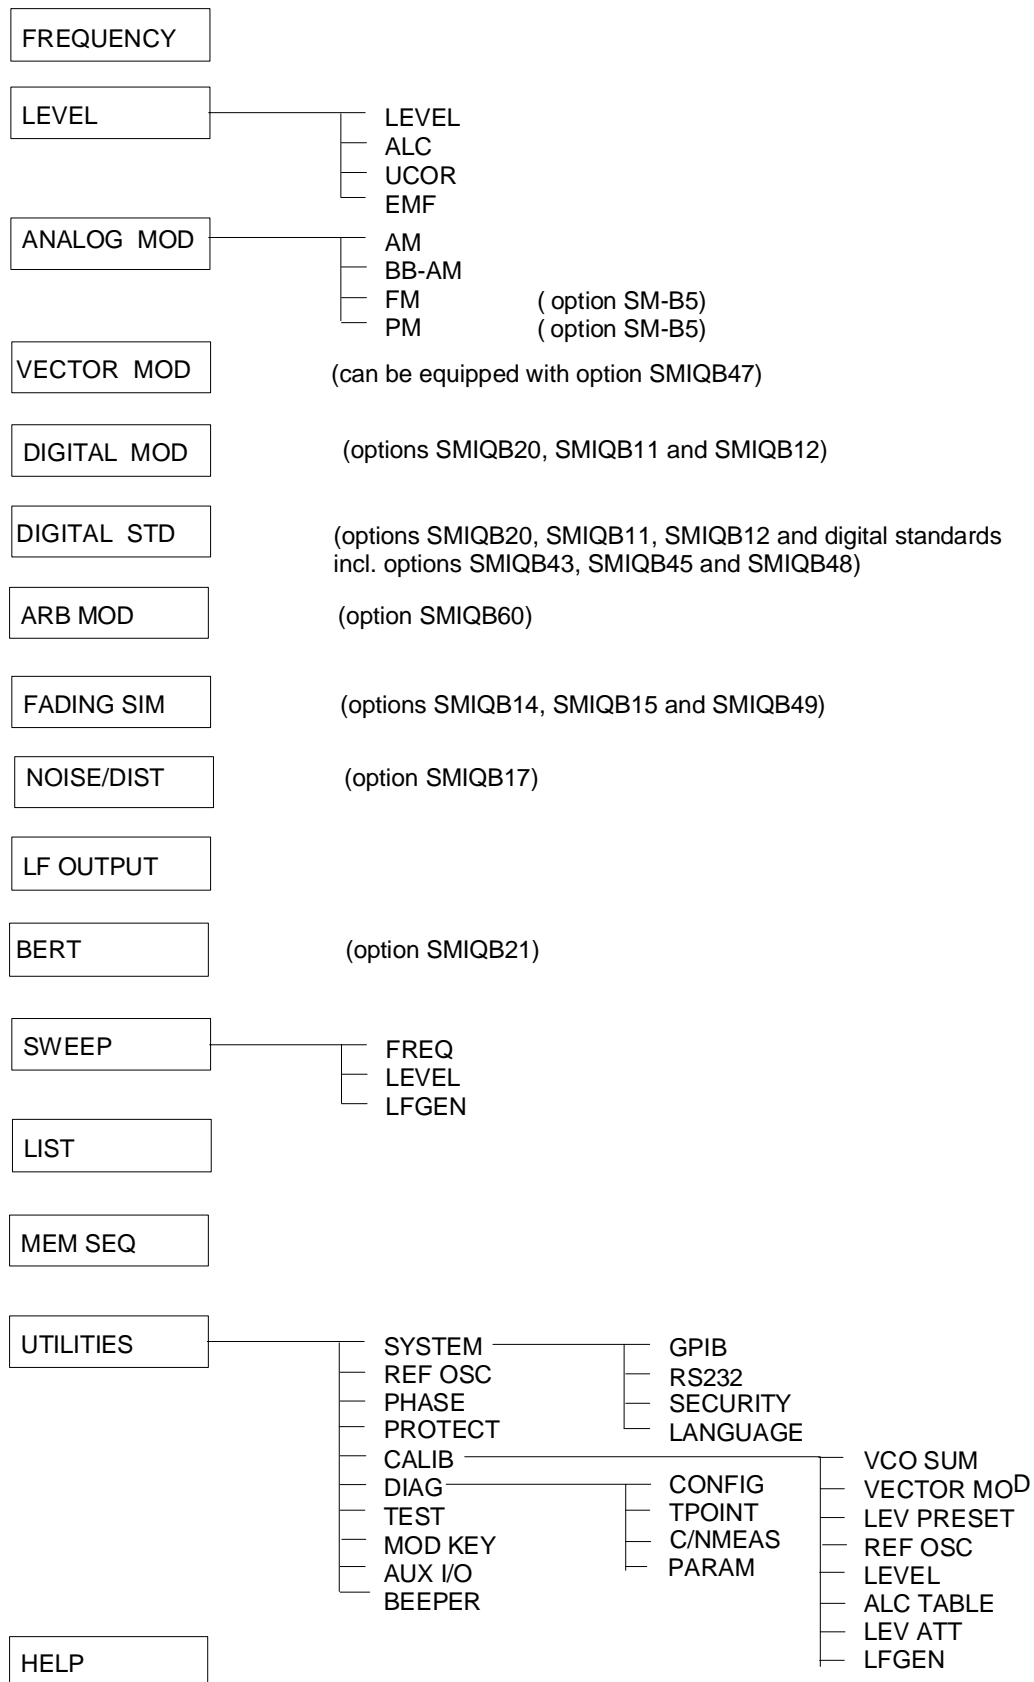 FREQUENCY
LEVEL
LEVEL
ALC
UCOR
EMF
ANALOG MOD
AM
BB-AM
FM ( option SM-B5)
PM ( option SM-B5)
VECTOR MOD (can be equipped with option SMIQB47)
DIGITAL MOD (options SMIQB20, SMIQB11 and SMIQB12)
DIGITAL STD (options SMIQB20, SMIQB11, SMIQB12 and digital standards
incl. options SMIQB43, SMIQB45 and SMIQB48)
ARB MOD (option SMIQB60)
FADING SIM (options SMIQB14, SMIQB15 and SMIQB49)
NOISE/DIST (option SMIQB17)
LF OUTPUT
BERT (option SMIQB21)
SWEEP
FREQ
LEVEL
LFGEN
LIST
MEM SEQ
UTILITIES
SYSTEM
REF OSC
PHASE
PROTECT
CALIB
DIAG
TEST
MOD KEY
AUX I/O
BEEPER
GPIB
RS232
SECURITY
LANGUAGE
CONFIG
TPOINT
C/NMEAS
PARAM
VCO SUM
VECTOR MOD
LEV PRESET
REF OSC
LEVEL
ALC TABLE
LEV ATT
LFGEN
HELP